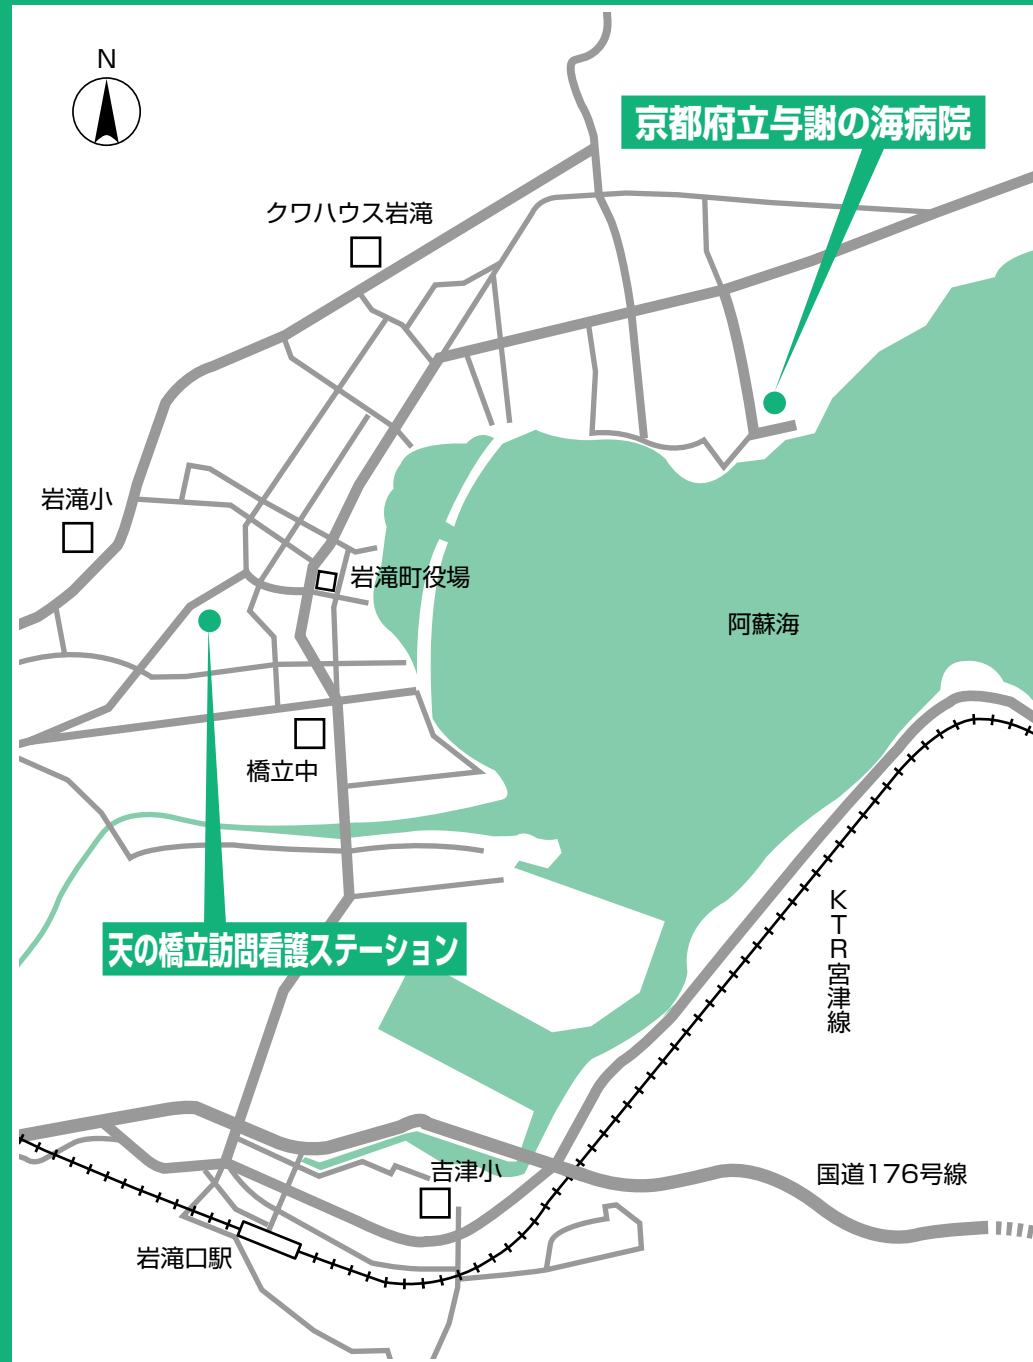 N
京都府立与謝の海病院
クワハウス岩滝
岩滝小
岩滝町役場
阿蘇海
橋立中
KTR宮津線
天の橋立訪問看護ステーション
吉津小
国道176号線
岩滝口駅